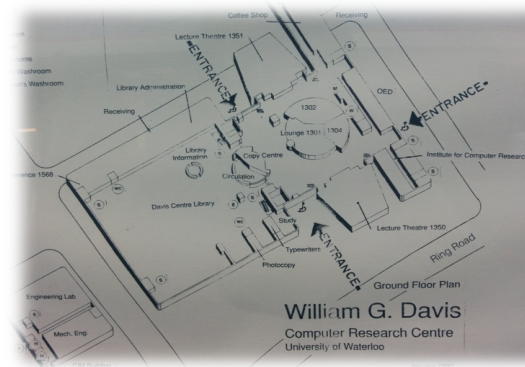 Coffee Shop
Receiving
Lecture Theatre 1351
ENTRANCE
Washroom
Washroom
Library Administration
Receiving
OED
ENTRANCE
1302
Lounge 1301
1304
Library
Information
Copy Centre
Institute for Computer Research
1568
Circulation
Davis Centre Library
Study
Lecture Theatre 1350
Typewriters
ENTRANCE
Photocopy
Ring Road
Ground Floor Plan
Engineering Lab
Mech. Eng.
William G. Davis
Computer Research Centre
University of Waterloo